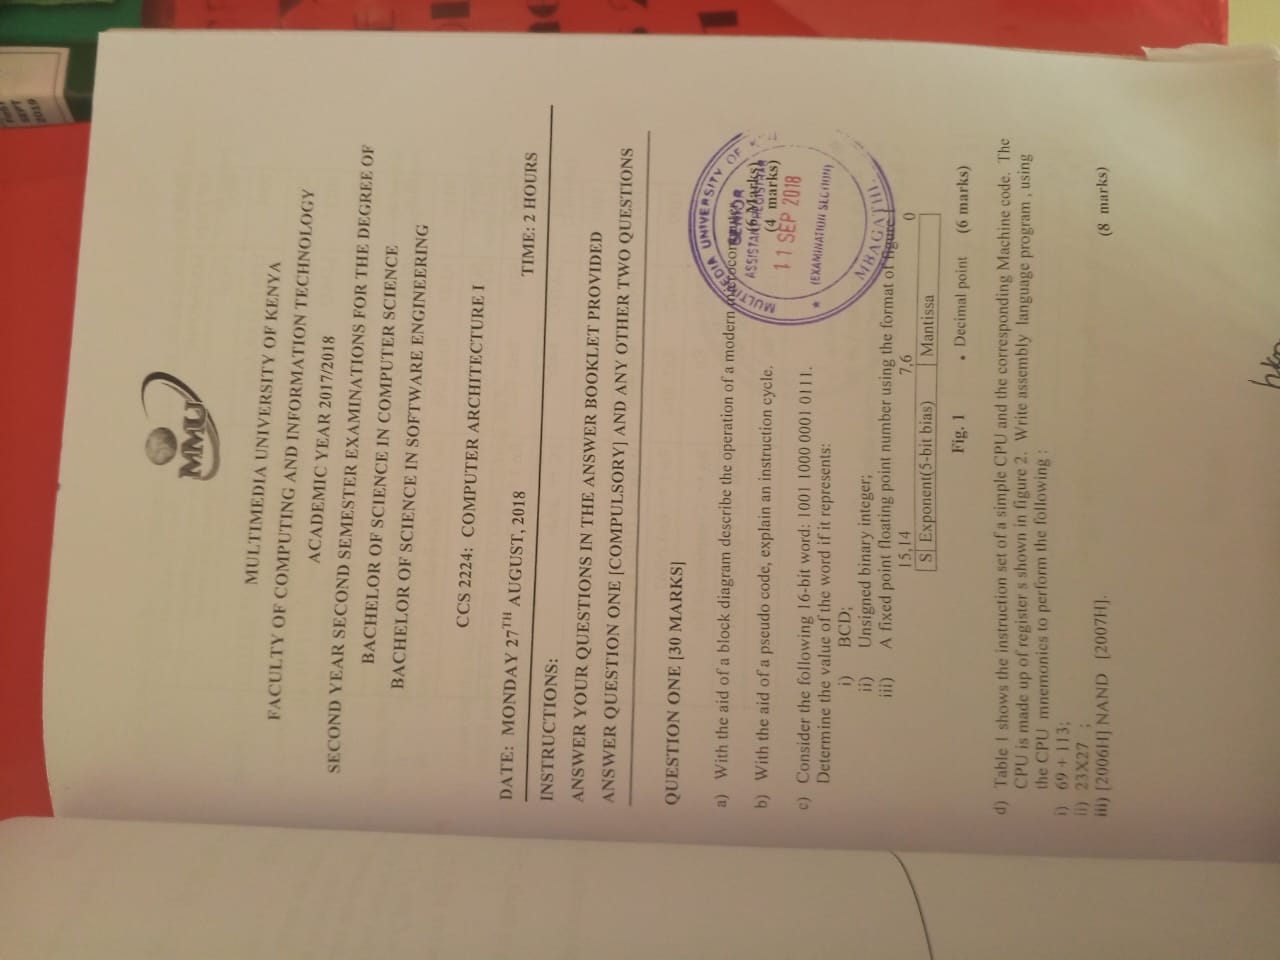 POST
SEPT
2019
MMU
MULTIMEDIA UNIVERSITY OF KENYA
FACULTY OF COMPUTING AND INFORMATION TECHNOLOGY
ACADEMIC YEAR 2017/2018
SECOND YEAR SECOND SEMESTER EXAMINATIONS FOR THE DEGREE OF
BACHELOR OF SCIENCE IN COMPUTER SCIENCE
BACHELOR OF SCIENCE IN SOFTWARE ENGINEERING
CCS 2224: COMPUTER ARCHITECTURE I
DATE: MONDAY 27TH AUGUST, 2018 TIME: 2 HOURS
INSTRUCTIONS:
ANSWER YOUR QUESTIONS IN THE ANSWER BOOKLET PROVIDED
ANSWER QUESTION ONE [COMPULSORY] AND ANY OTHER TWO QUESTIONS
QUESTION ONE [30 MARKS]
a) With the aid of a block diagram describe the operation of a modern microcomputer.
(6 Marks)
b) With the aid of a pseudo code, explain an instruction cycle. (4 marks)
c) Consider the following 16-bit word: 1001 1000 0001 0111.
Determine the value of the word if it represents:
i) BCD;
ii) Unsigned binary integer;
iii) A fixed point floating point number using the format of figure 1
15,14 7,6 0
S Exponent(5-bit bias) Mantissa
Fig. 1 . Decimal point (6 marks)
d) Table 1 shows the instruction set of a simple CPU and the corresponding Machine code. The
CPU is made up of register s shown in figure 2. Write assembly language program , using
the CPU mnemonics to perform the following :
i) 69 + 113;
ii) 23X27 ;
iii) [2006H] NAND [2007H]. (8 marks)
MULTIMEDIA UNIVERSITY OF
SENIOR
ASSISTANT REGISTRAR
11 SEP 2018
(EXAMINATION SECTION)
MBAGATHI.